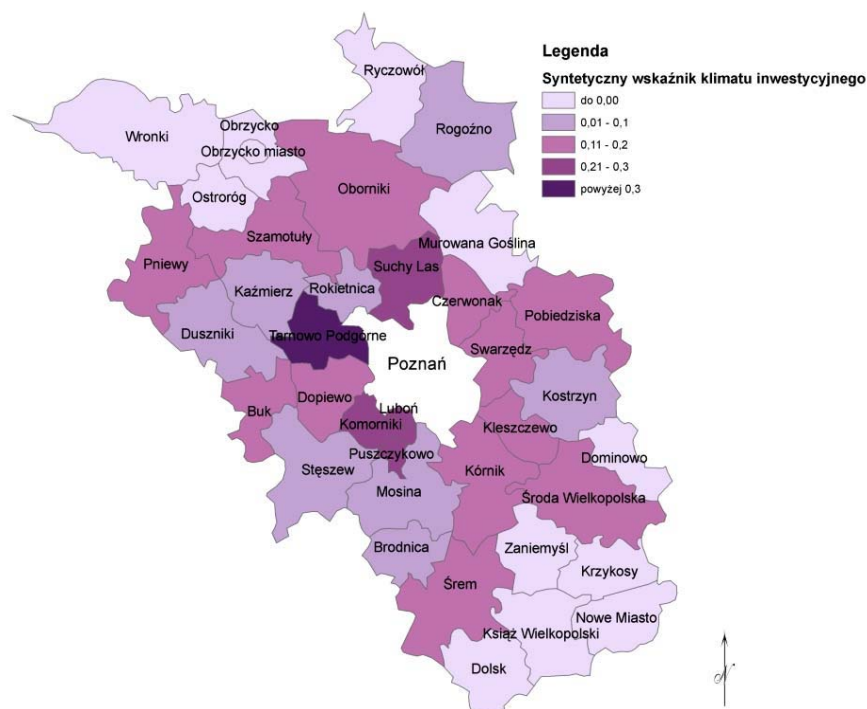 Legenda
Syntetyczny wskaźnik klimatu inwestycyjnego
do 0,00
0,01 - 0,1
0,11 - 0,2
0,21 - 0,3
powyżej 0,3
Ryczowół
Rogoźno
Wronki
Obrzycko
Obrzycko miasto
Ostroróg
Oborniki
Szamotuły
Murowana Goślina
Pniewy
Suchy Las
Kaźmierz
Rokietnica
Czerwonak
Pobiedziska
Duszniki
Tarnowo Podgórne
Swarzędz
Poznań
Kostrzyn
Buk
Dopiewo
Luboń
Komorniki
Kleszczewo
Puszczykowo
Dominowo
Stęszew
Kórnik
Mosina
Środa Wielkopolska
Brodnica
Zaniemyśl
Krzykosy
Śrem
Nowe Miasto
Książ Wielkopolski
Dolsk
N